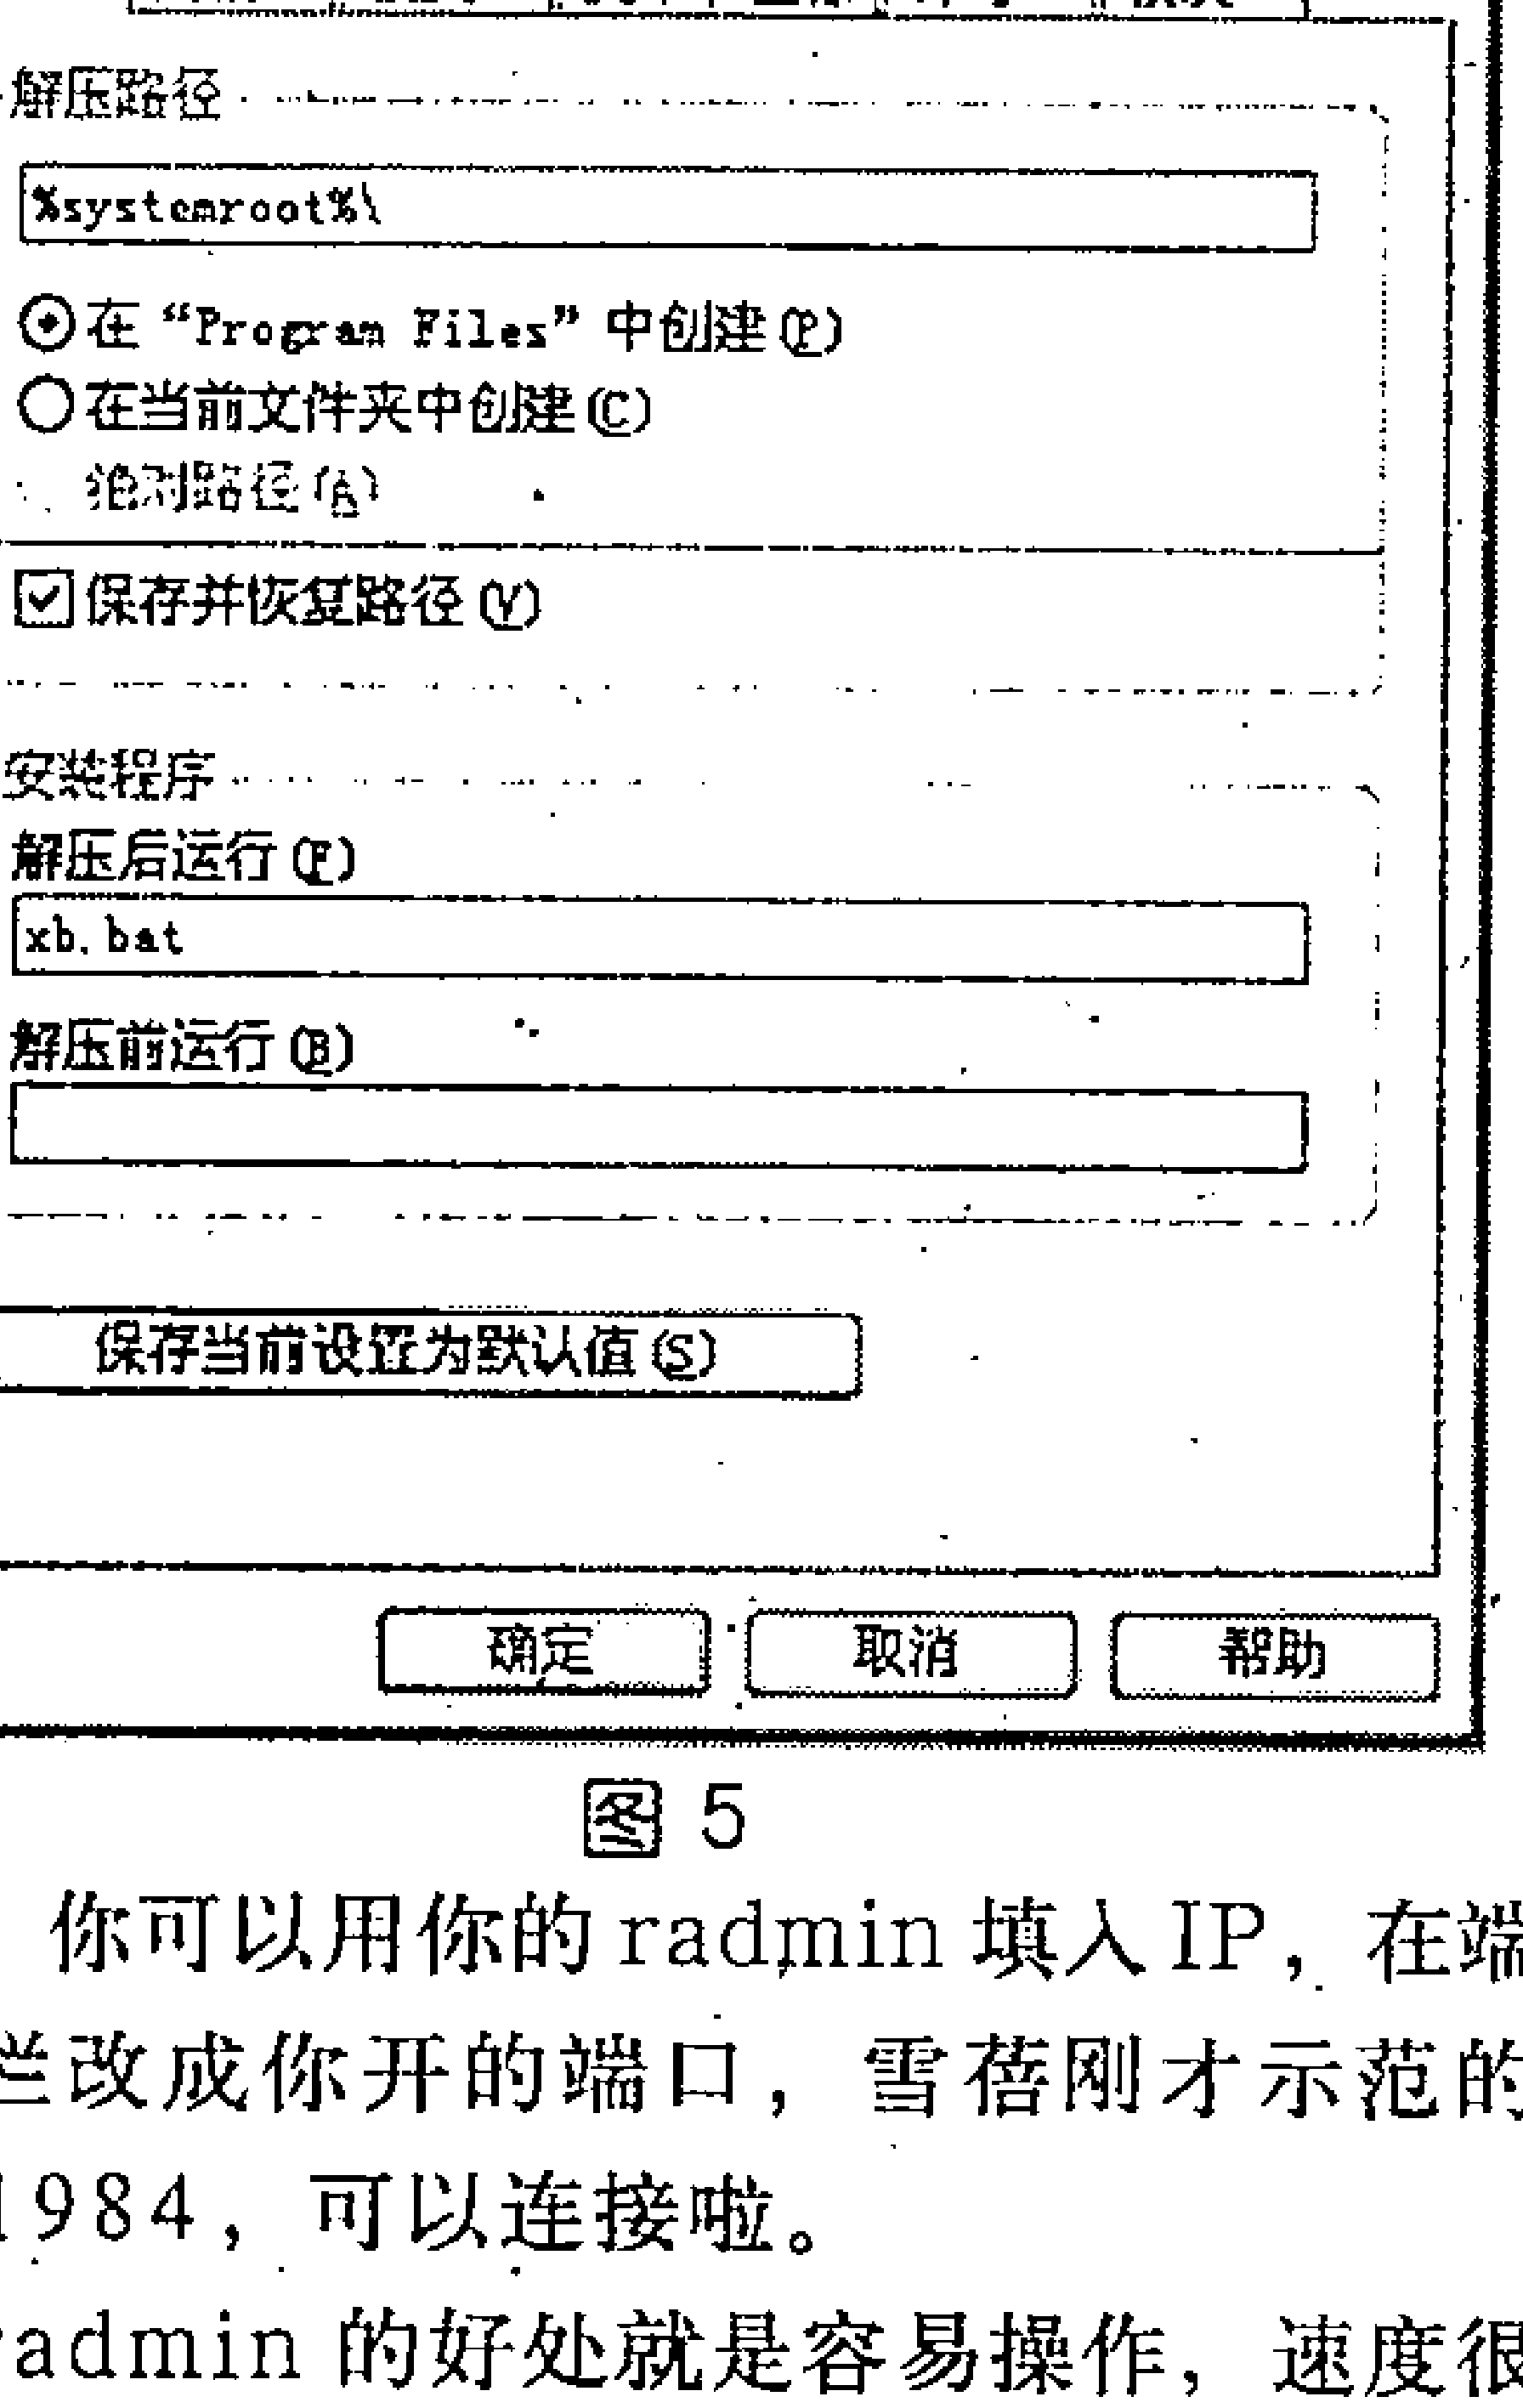 解压路径
%systemroot%\
在 “Program Files” 中创建(P)
在当前文件夹中创建(C)
绝对路径(A)
保存并恢复路径(V)
安装程序
解压后运行(F)
xb.bat
解压前运行(B)
保存当前设置为默认值(S)
确定 取消 帮助
图 5
你可以用你的 radmin 填入 IP，在端
栏改成你开的端口，雪蓓刚才示范的
1984，可以连接啦。
radmin 的好处就是容易操作，速度很